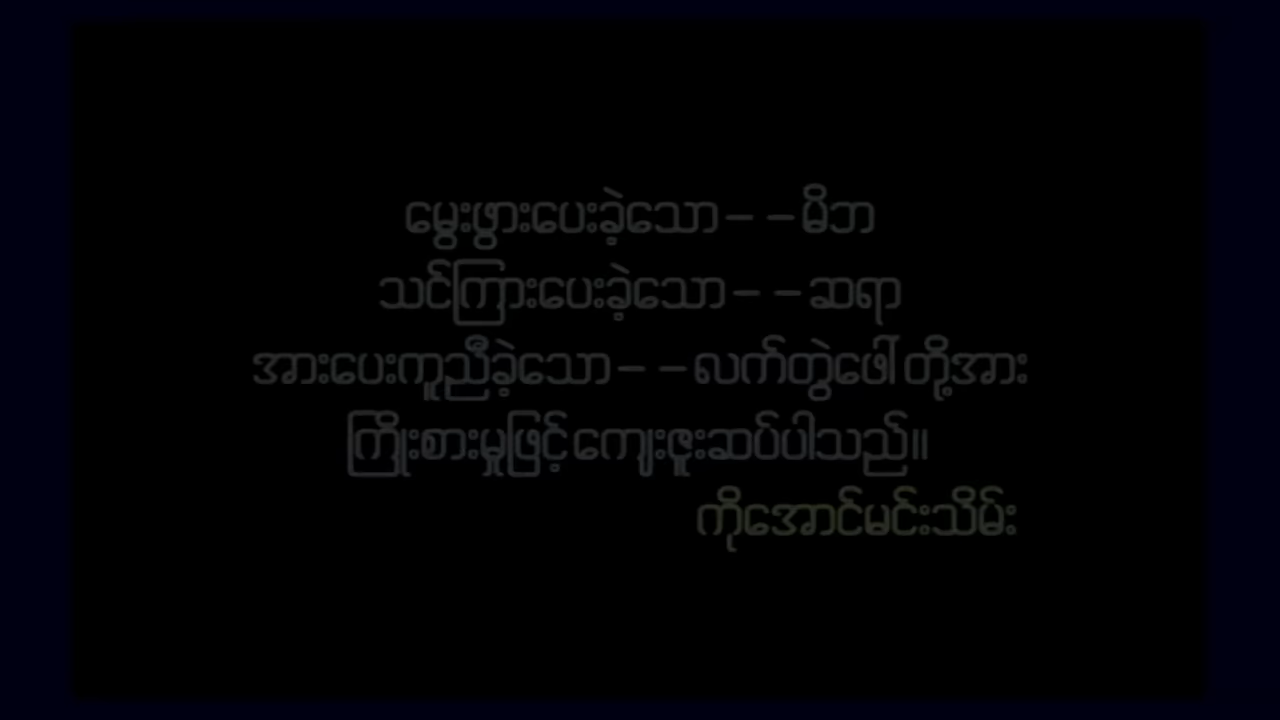 မွေးဖွားပေးခဲ့သော – – မိဘ
သင်ကြားပေးခဲ့သော – – ဆရာ
အားပေးကူညီခဲ့သော – – လက်တွဲဖေါ် တို့အား
ကြိုးစားမှုဖြင့် ကျေးဇူးဆပ်ပါသည်။
ကိုအောင်မင်းသိမ်း